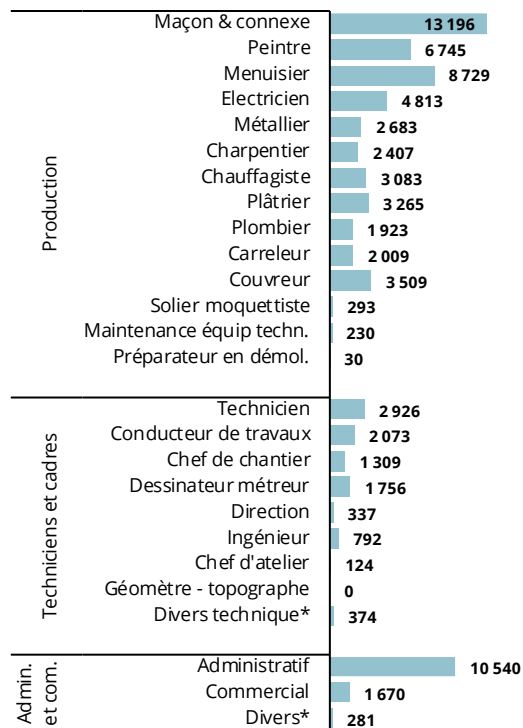 Production
Maçon & connexe 13 196
Peintre 6 745
Menuisier 8 729
Electricien 4 813
Métallier 2 683
Charpentier 2 407
Chauffagiste 3 083
Plâtrier 3 265
Plombier 1 923
Carreleur 2 009
Couvreur 3 509
Solier moquettiste 293
Maintenance équip techn. 230
Préparateur en démol. 30
Techniciens et cadres
Technicien 2 926
Conducteur de travaux 2 073
Chef de chantier 1 309
Dessinateur métreur 1 756
Direction 337
Ingénieur 792
Chef d'atelier 124
Géomètre - topographe 0
Divers technique* 374
Admin.
et com.
Administratif 10 540
Commercial 1 670
Divers* 281